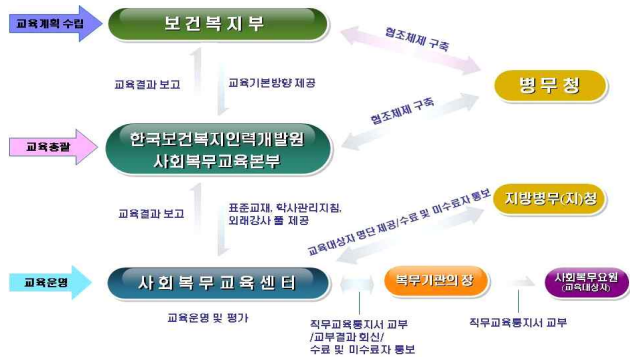 교육계획 수립
보건복지부
협조체제 구축
교육결과 보고
교육기본방향 제공
병무청
협조체제 구축
교육총괄
한국보건복지인력개발원
사회복무교육본부
교육결과 보고
표준교재, 학사관리지침,
외래강사 풀 제공
교육대상자 명단 제공/수료 및 미수료자 통보
지방병무(지)청
교육운영
사회복무교육센터
복무기관의 장
사회복무요원
(교육대상자)
교육운영 및 평가
직무교육통지서 교부
/교부결과 회신/
수료 및 미수료자 통보
직무교육통지서 교부